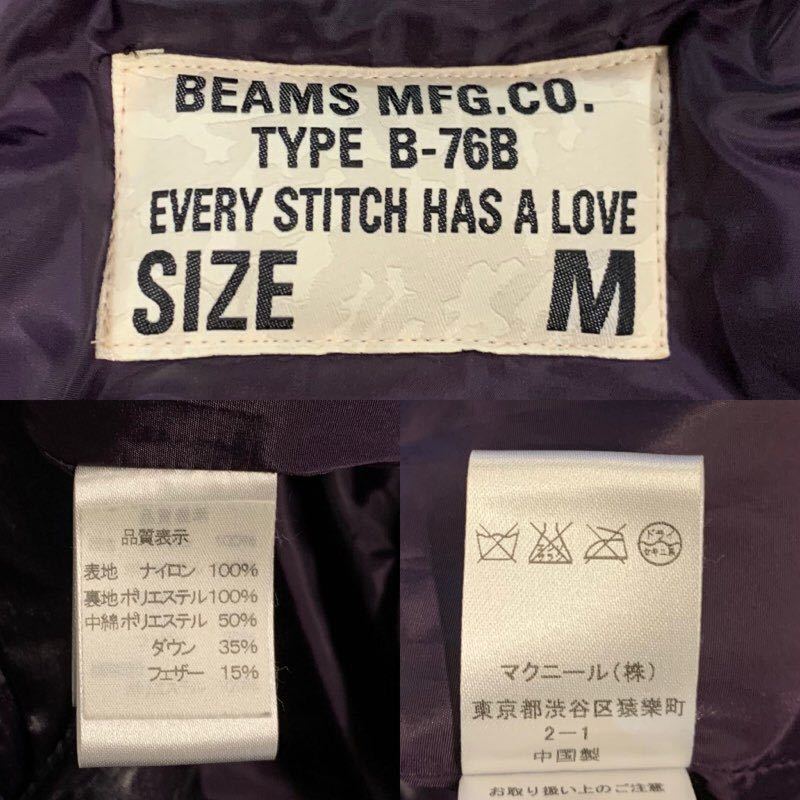 BEAMS MFG.CO.
TYPE B-76B
EVERY STITCH HAS A LOVE
SIZE M
品質表示
表地 ナイロン 100%
裏地 ポリエステル 100%
中綿 ポリエステル 50%
ダウン 35%
フェザー 15%
ドライ
セキユ系
マクニール(株)
東京都渋谷区猿楽町
2-1
中国製
お取り扱い上のご注意